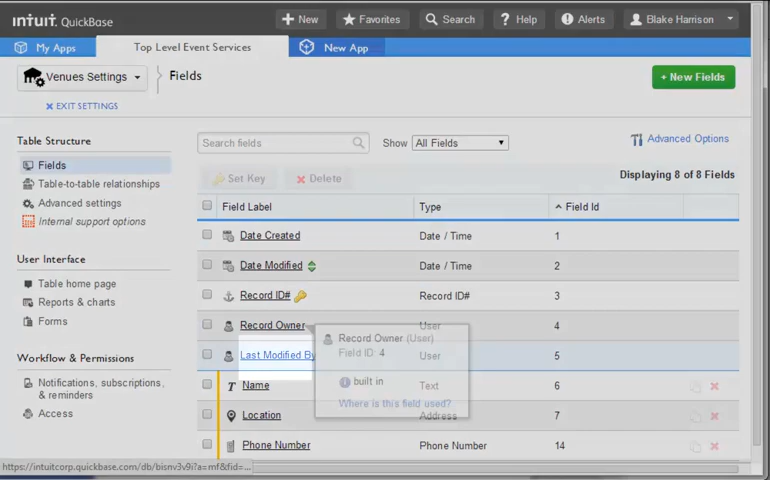 intuit QuickBase
New
Favorites
Search
Help
Alerts
Blake Harrison
My Apps
Top Level Event Services
New App
Venues Settings
Fields
+ New Fields
EXIT SETTINGS
Table Structure
Search fields
Show
All Fields
Advanced Options
Fields
Table-to-table relationships
Advanced settings
Internal support options
Set Key
Delete
Displaying 8 of 8 Fields
Field Label
Type
Field Id
Date Created
Date / Time
1
Date Modified
Date / Time
2
Record ID#
Record ID#
3
Record Owner
User
4
Last Modified By
User
5
Name
Text
6
Location
Address
7
Phone Number
Phone Number
14
Record Owner (User)
Field ID: 4
built in
Where is this field used?
User Interface
Table home page
Reports & charts
Forms
Workflow & Permissions
Notifications, subscriptions,
& reminders
Access
https://intuitcorp.quickbase.com/db/bisnv3v9i?a=mf&fid=...